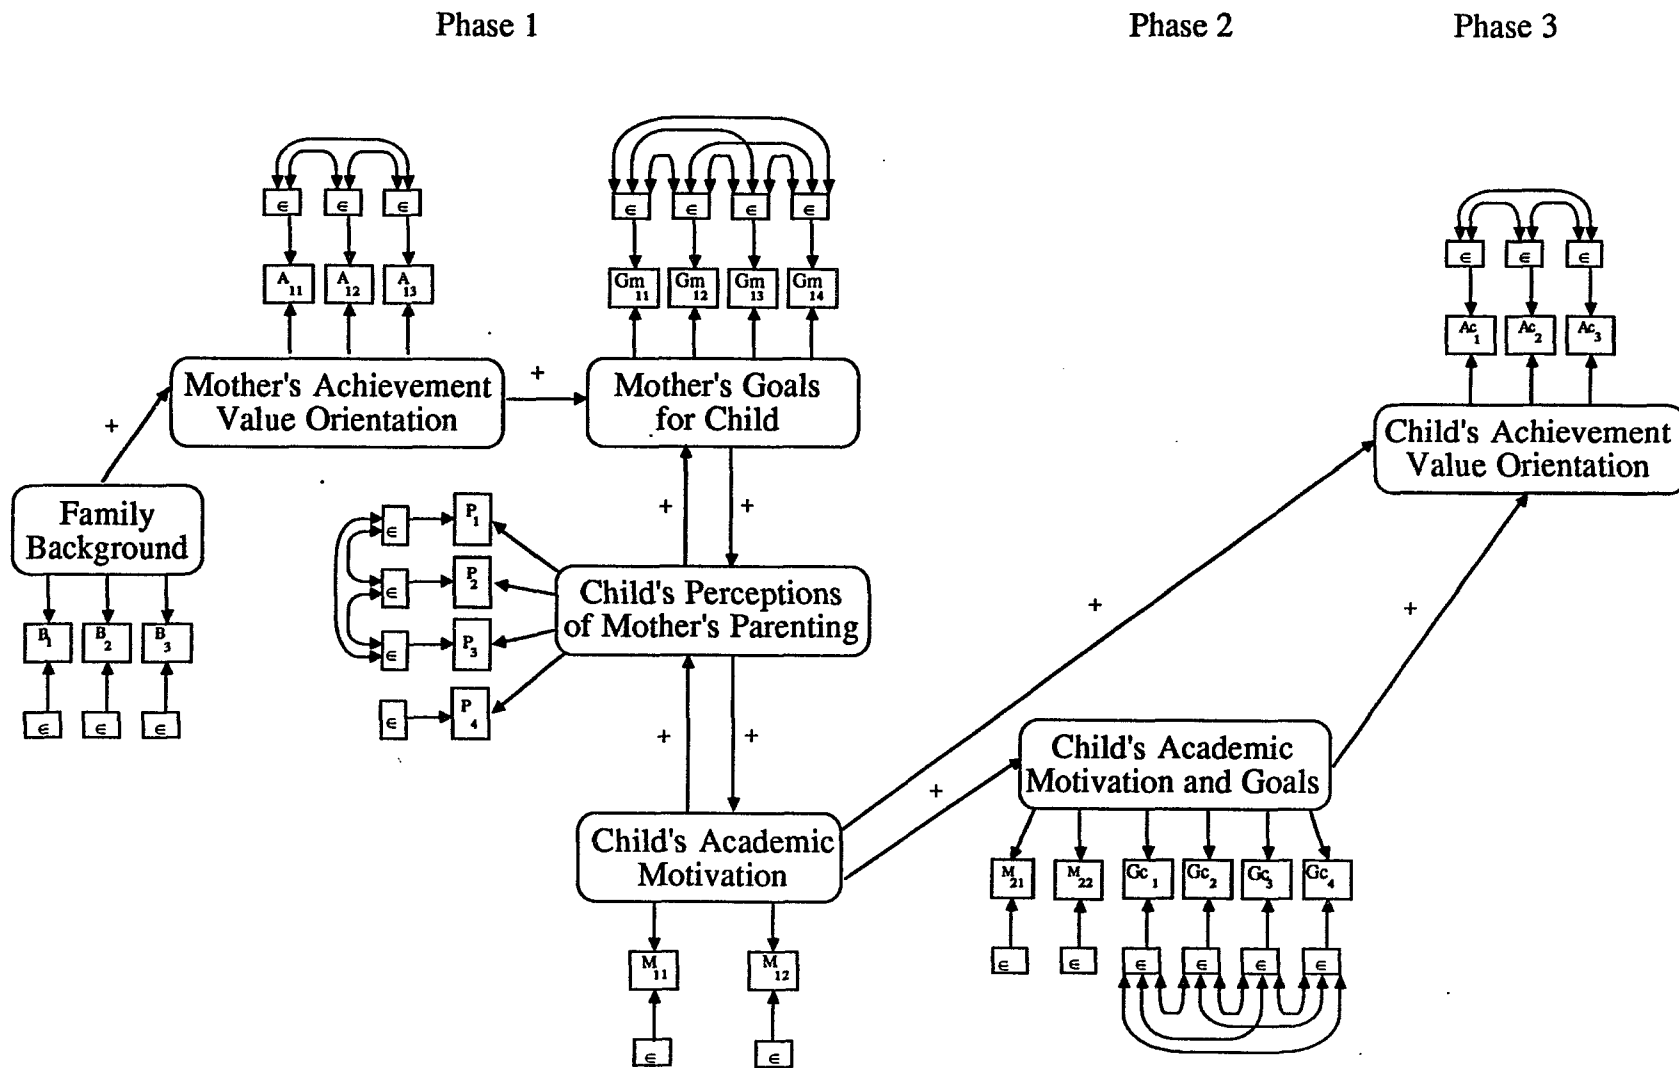 Phase 1 Phase 2 Phase 3
∈ ∈ ∈
A11 A12 A13
∈ ∈ ∈ ∈
Gm11 Gm12 Gm13 Gm14
∈ ∈ ∈
Ac1 Ac2 Ac3
Mother's Achievement
Value Orientation
+
Mother's Goals
for Child
Child's Achievement
Value Orientation
+
Family
Background
B1 B2 B3
∈ ∈ ∈
+ +
∈ P1
∈ P2
∈ P3
∈ P4
Child's Perceptions
of Mother's Parenting
+ +
+ +
Child's Academic
Motivation
M11 M12
∈ ∈
+
Child's Academic
Motivation and Goals
M21 M22 Gc1 Gc2 Gc3 Gc4
∈ ∈ ∈ ∈ ∈ ∈